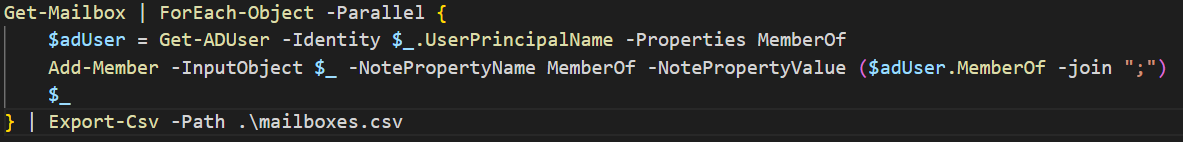 Get-Mailbox | ForEach-Object -Parallel {
    $adUser = Get-ADUser -Identity $_.UserPrincipalName -Properties MemberOf
    Add-Member -InputObject $_ -NotePropertyName MemberOf -NotePropertyValue ($adUser.MemberOf -join ";")
    $_
} | Export-Csv -Path .\mailboxes.csv